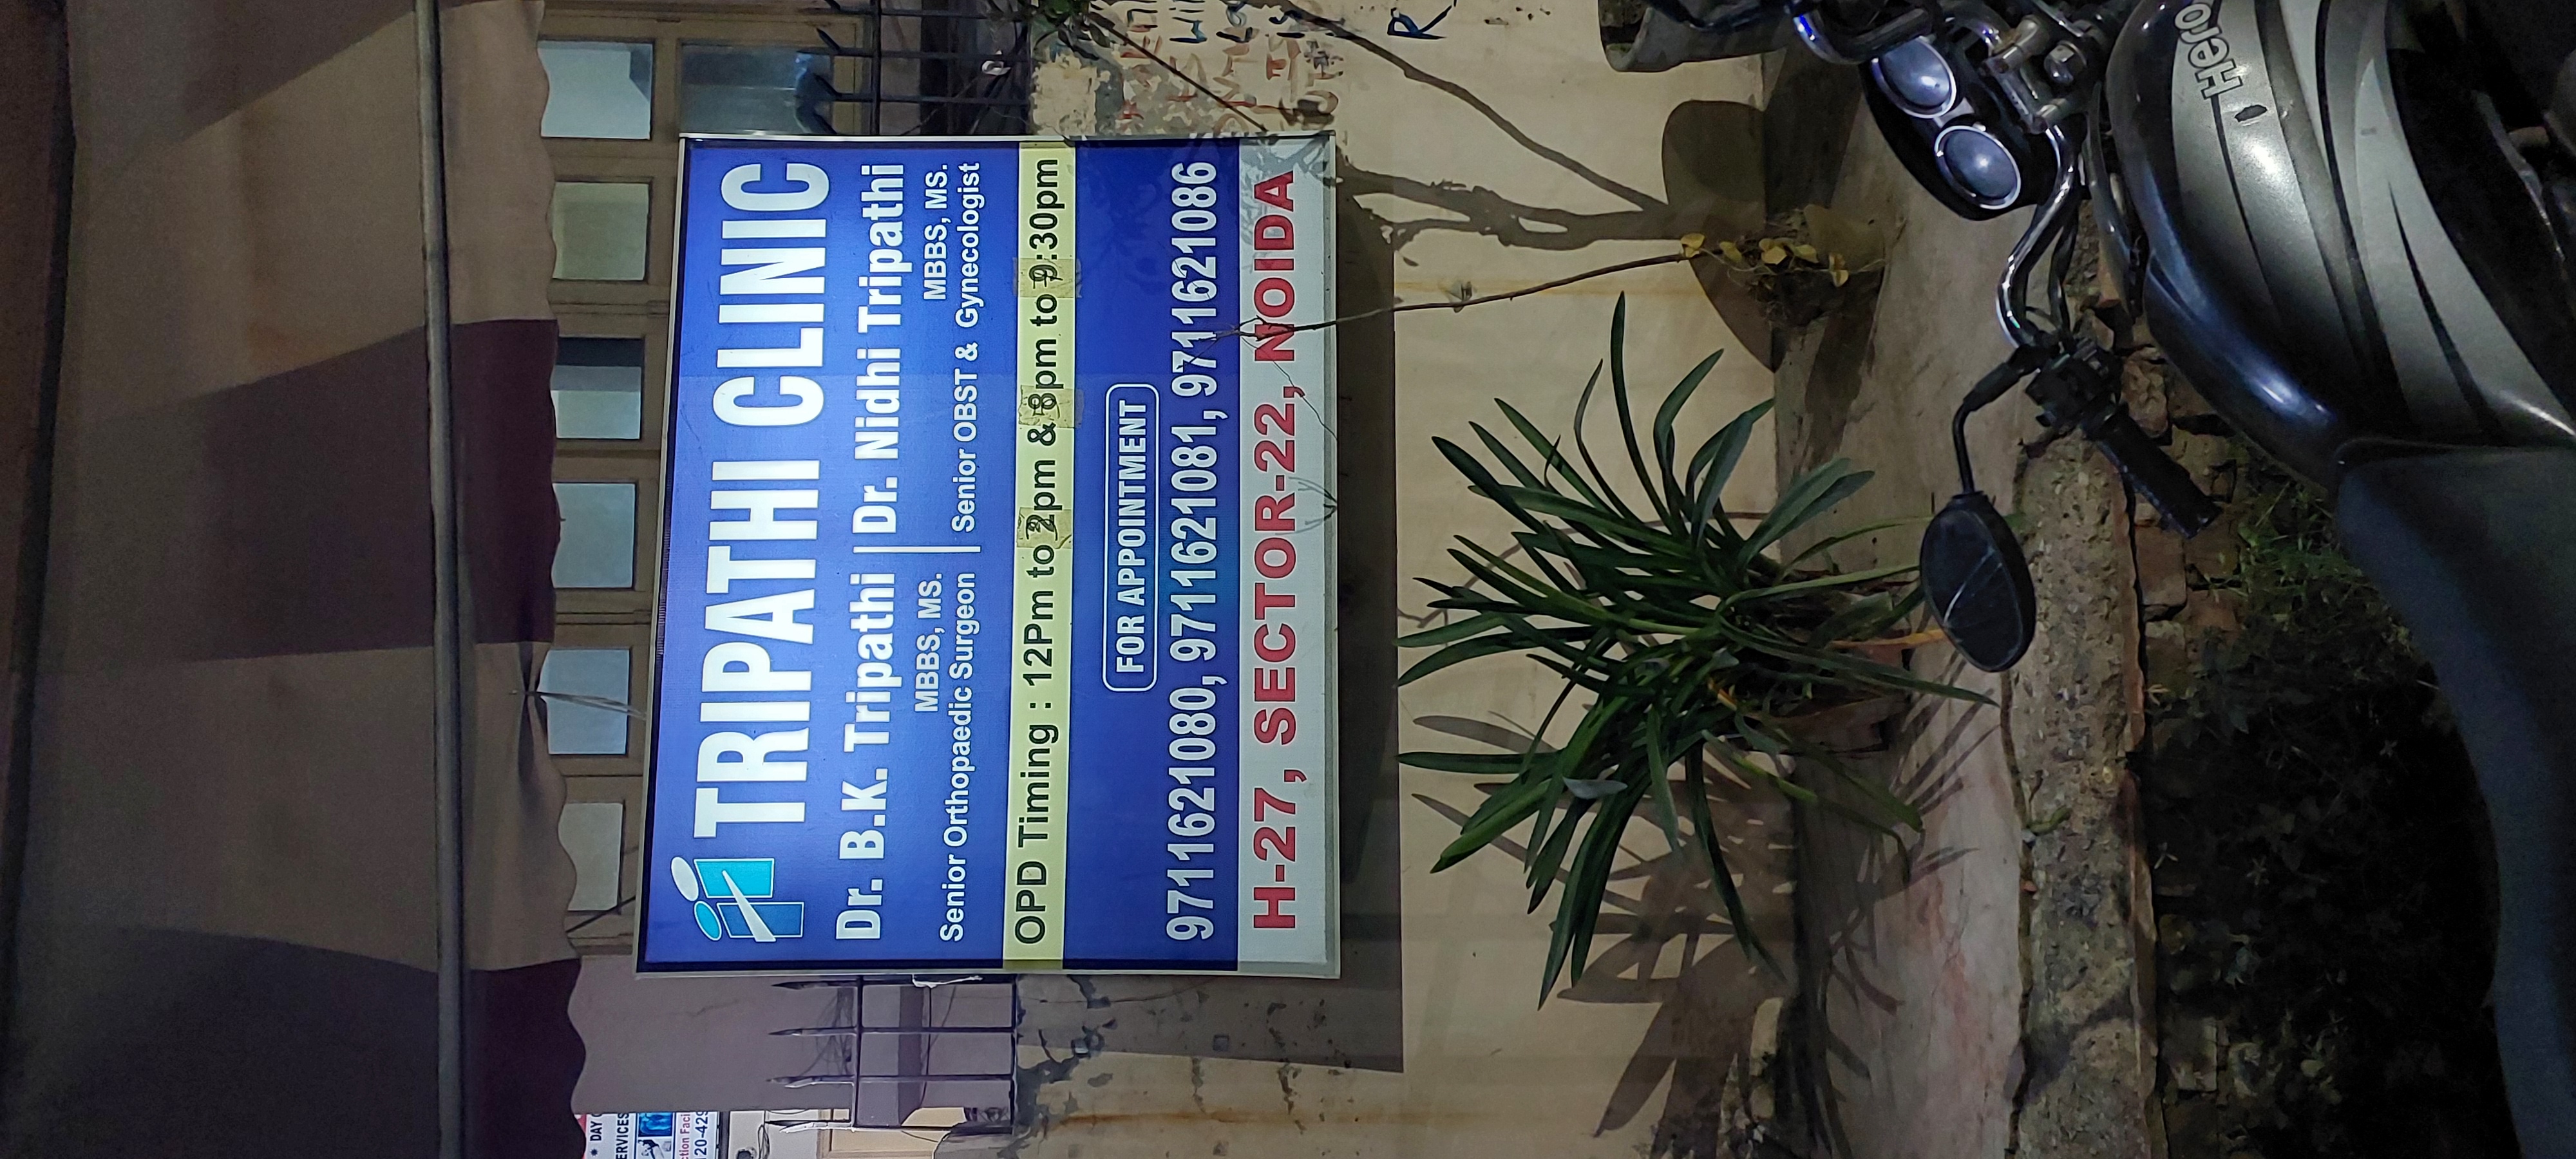 TRIPATHI CLINIC
Dr. B.K. Tripathi
MBBS, MS.
Senior Orthopaedic Surgeon
Dr. Nidhi Tripathi
MBBS, MS.
Senior OBST & Gynecologist
OPD Timing : 12Pm to 2pm & 8pm to 9:30pm
FOR APPOINTMENT
9711621080, 9711621081, 9711621086
H-27, SECTOR-22, NOIDA
Hero
DAY